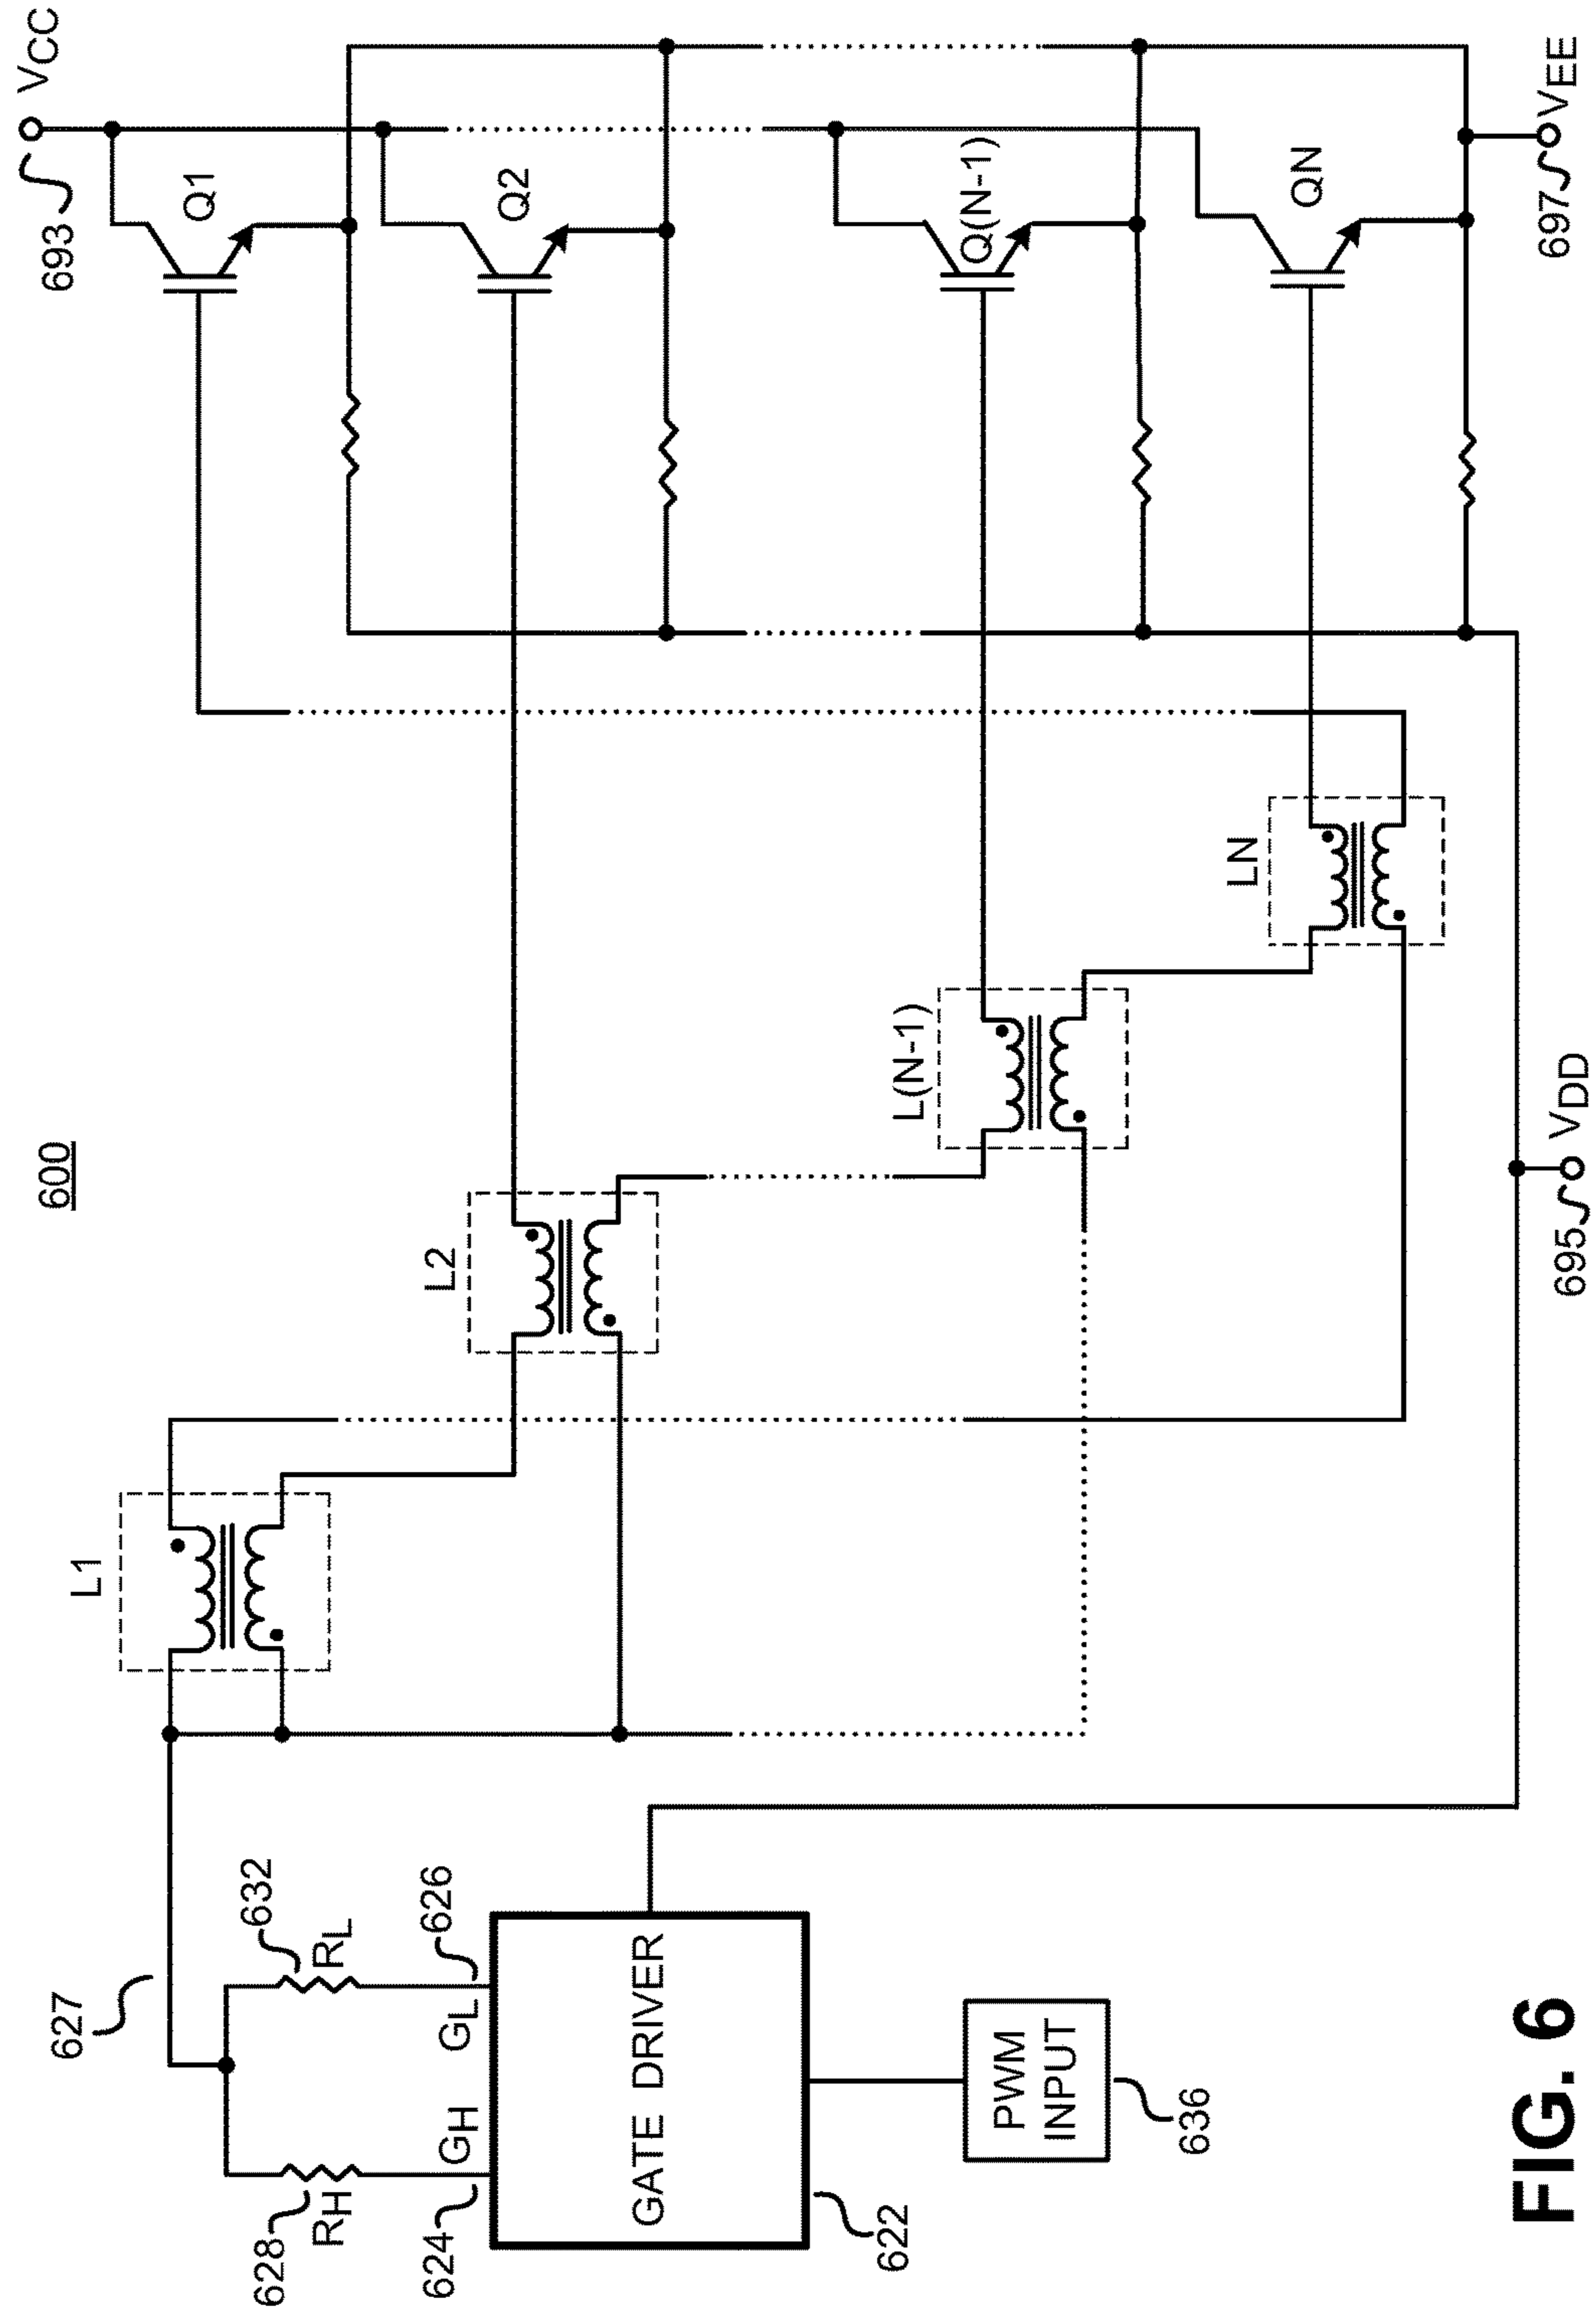 600
627
628
RH
632
RL
624
GH
GL
626
GATE DRIVER
622
PWM
INPUT
636
L1
L2
L(N-1)
LN
Q1
Q2
Q(N-1)
QN
693
VCC
695
VDD
697
VEE
FIG. 6